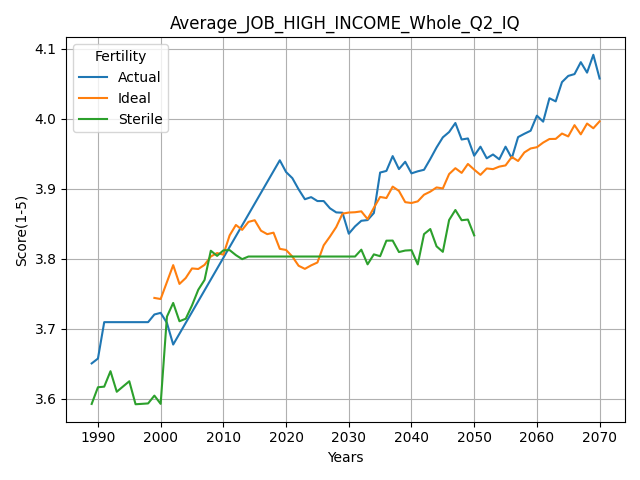 Average_JOB_HIGH_INCOME_Whole_Q2_IQ
Fertility
Actual
Ideal
Sterile
Score(1-5)
4.1
4.0
3.9
3.8
3.7
3.6
1990 2000 2010 2020 2030 2040 2050 2060 2070
Years